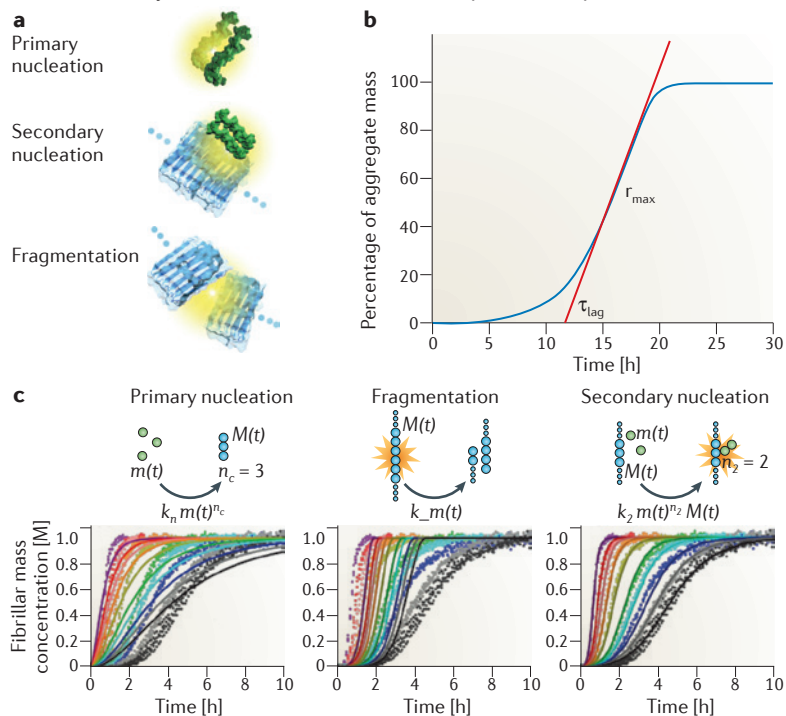 a
Primary
nucleation
Secondary
nucleation
Fragmentation
b
Percentage of aggregate mass
100
80
60
40
20
0
r_max
τ_lag
0 5 10 15 20 25 30
Time [h]
c
Primary nucleation
M(t)
m(t)
n_c = 3
k_n m(t)^n_c
Fragmentation
M(t)
k_m(t)
Secondary nucleation
m(t)
M(t)
n_2 = 2
k_2 m(t)^n_2 M(t)
Fibrillar mass
concentration [M]
1.0
0.8
0.6
0.4
0.2
0
0 2 4 6 8 10
Time [h]
1.0
0.8
0.6
0.4
0.2
0
0 2 4 6 8 10
Time [h]
1.0
0.8
0.6
0.4
0.2
0
0 2 4 6 8 10
Time [h]